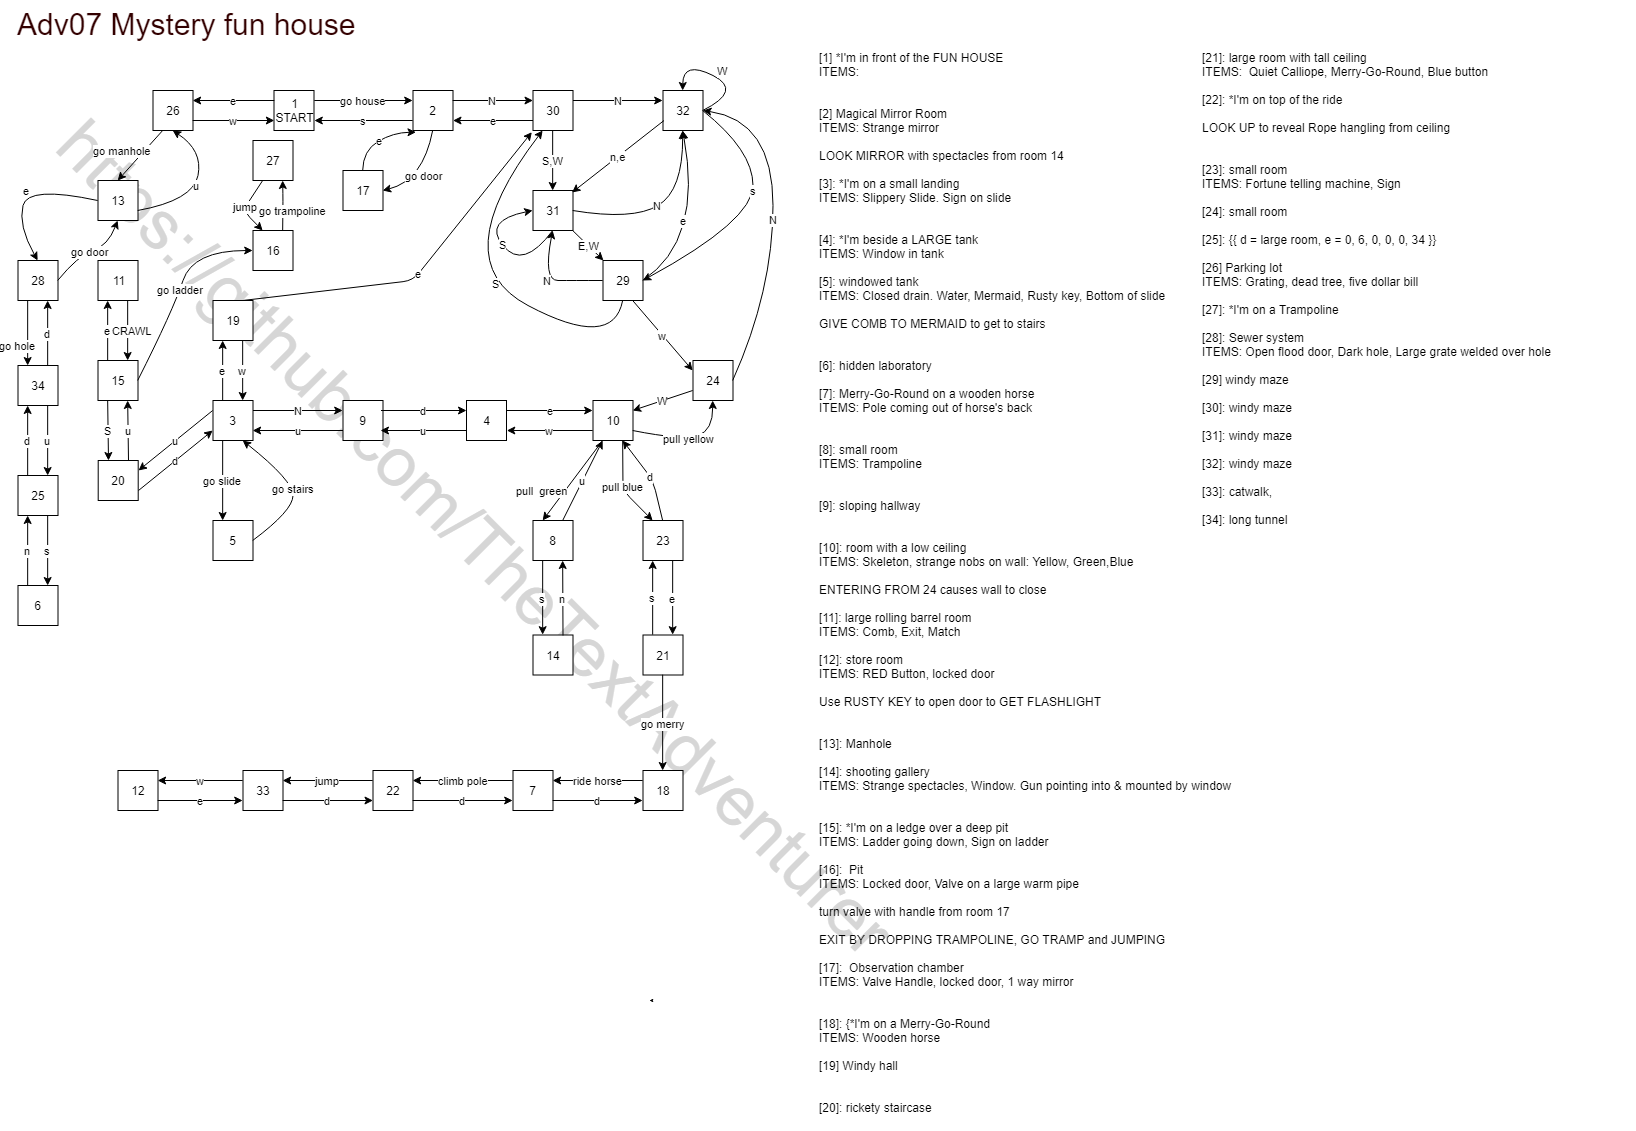 Adv07 Mystery fun house
26
e
w
1
START
go house
s
2
N
e
30
N
32
W
go manhole
u
27
jump
go trampoline
16
e
go door
17
S,W
n,e
31
N
e
s
N
S
E,W
N
29
S
w
e
13
go door
28
11
go ladder
e
CRAWL
19
e
go hole
d
34
15
e
w
24
W
pull yellow
S
u
u
d
3
N
u
9
d
u
4
e
w
10
d
u
20
go slide
go stairs
pull green
u
pull blue
d
25
5
8
23
n
s
s
n
s
e
6
14
21
go merry
12
w
e
33
jump
d
22
climb pole
d
7
ride horse
d
18
https://github.com/TheTextAdventurer
[1] *I'm in front of the FUN HOUSE
ITEMS:
[2] Magical Mirror Room
ITEMS: Strange mirror
LOOK MIRROR with spectacles from room 14
[3]: *I'm on a small landing
ITEMS: Slippery Slide. Sign on slide
[4]: *I'm beside a LARGE tank
ITEMS: Window in tank
[5]: windowed tank
ITEMS: Closed drain. Water, Mermaid, Rusty key, Bottom of slide
GIVE COMB TO MERMAID to get to stairs
[6]: hidden laboratory
[7]: Merry-Go-Round on a wooden horse
ITEMS: Pole coming out of horse's back
[8]: small room
ITEMS: Trampoline
[9]: sloping hallway
[10]: room with a low ceiling
ITEMS: Skeleton, strange nobs on wall: Yellow, Green,Blue
ENTERING FROM 24 causes wall to close
[11]: large rolling barrel room
ITEMS: Comb, Exit, Match
[12]: store room
ITEMS: RED Button, locked door
Use RUSTY KEY to open door to GET FLASHLIGHT
[13]: Manhole
[14]: shooting gallery
ITEMS: Strange spectacles, Window. Gun pointing into & mounted by window
[15]: *I'm on a ledge over a deep pit
ITEMS: Ladder going down, Sign on ladder
[16]: Pit
ITEMS: Locked door, Valve on a large warm pipe
turn valve with handle from room 17
EXIT BY DROPPING TRAMPOLINE, GO TRAMP and JUMPING
[17]: Observation chamber
ITEMS: Valve Handle, locked door, 1 way mirror
[18]: {*I'm on a Merry-Go-Round
ITEMS: Wooden horse
[19] Windy hall
[20]: rickety staircase
[21]: large room with tall ceiling
ITEMS: Quiet Calliope, Merry-Go-Round, Blue button
[22]: *I'm on top of the ride
LOOK UP to reveal Rope hangling from ceiling
[23]: small room
ITEMS: Fortune telling machine, Sign
[24]: small room
[25]: {{ d = large room, e = 0, 6, 0, 0, 0, 34 }}
[26] Parking lot
ITEMS: Grating, dead tree, five dollar bill
[27]: *I'm on a Trampoline
[28]: Sewer system
ITEMS: Open flood door, Dark hole, Large grate welded over hole
[29] windy maze
[30]: windy maze
[31]: windy maze
[32]: windy maze
[33]: catwalk,
[34]: long tunnel